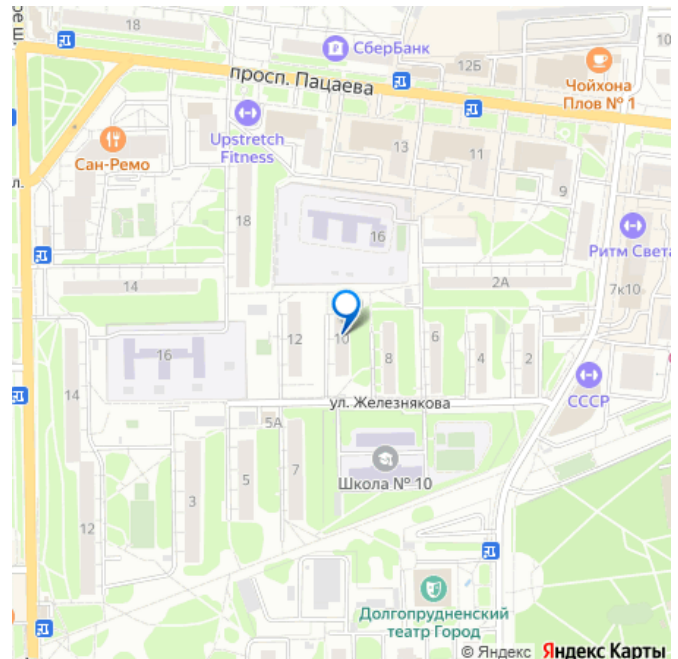 18
СберБанк
10
ре ш.
12Б
просп. Пацаева
Чойхона
Плов № 1
Upstretch
Fitness
Сан-Ремо
13
11
л.
9
18
16
Ритм Света
14
2А
7к10
12
10
8
6
4
2
16
14
ул. Железнякова
СССР
5А
7
5
Школа № 10
3
12
Долгопрудненский
театр Город
© Яндекс Яндекс Карты